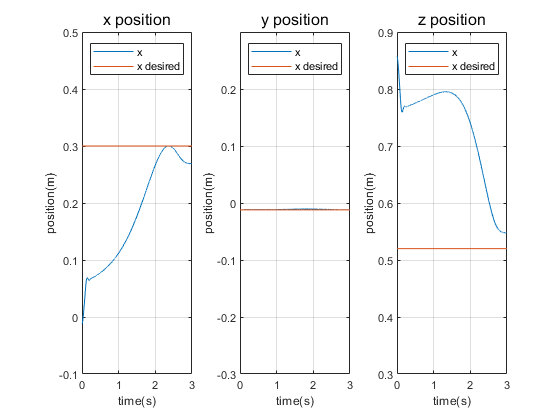 x position
y position
z position
x
x desired
x
x desired
x
x desired
position(m)
0.5
0.4
0.3
0.2
0.1
0
-0.1
0 1 2 3
time(s)
position(m)
0.2
0.1
0
-0.1
-0.2
-0.3
0 1 2 3
time(s)
position(m)
0.9
0.8
0.7
0.6
0.5
0.4
0.3
0 1 2 3
time(s)